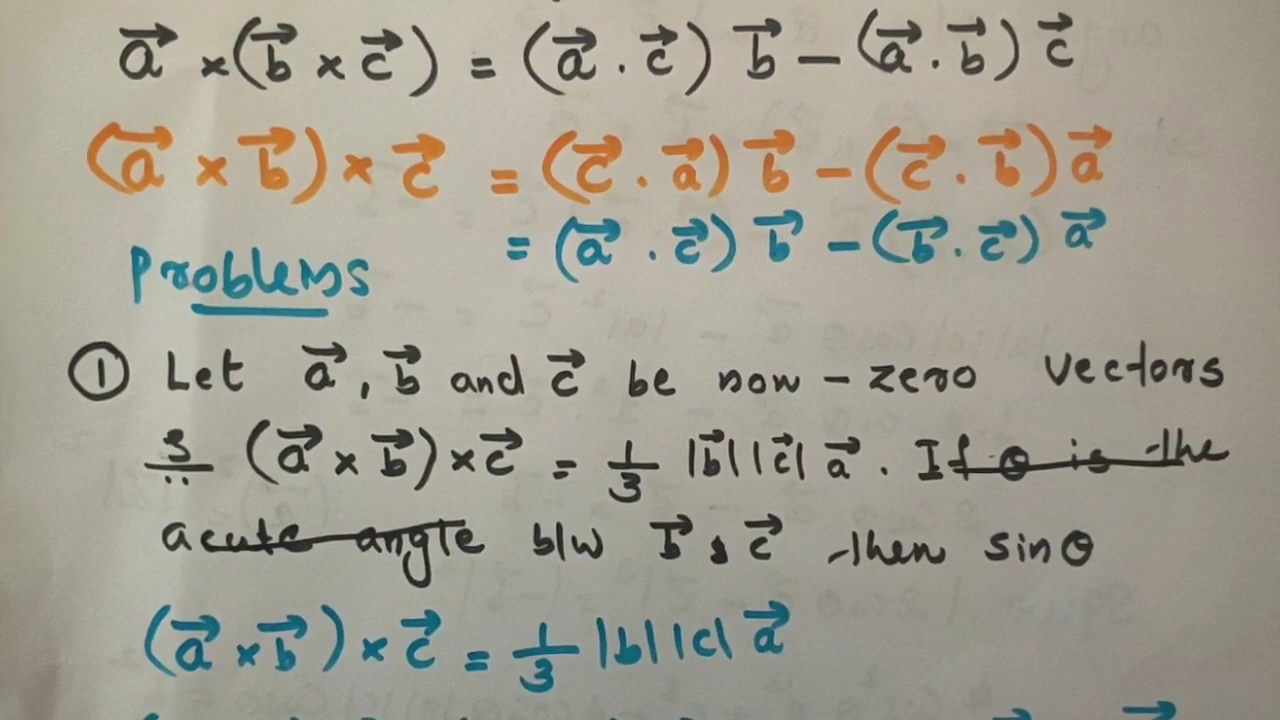 a⃗ × (b⃗ × c⃗) = (a⃗ . c⃗) b⃗ – (a⃗ . b⃗) c⃗
(a⃗ × b⃗) × c⃗ = (c⃗ . a⃗) b⃗ – (c⃗ . b⃗) a⃗
= (a⃗ . c⃗) b⃗ – (b⃗ . c⃗) a⃗
Problems
① Let a⃗, b⃗ and c⃗ be non – zero vectors
(a⃗ × b⃗) × c⃗ = 1/3 |b⃗| |c⃗| a⃗ . If θ is the
acute angle b/w b⃗ & c⃗ then sin θ
(a⃗ × b⃗) × c⃗ = 1/3 |b| |c| a⃗